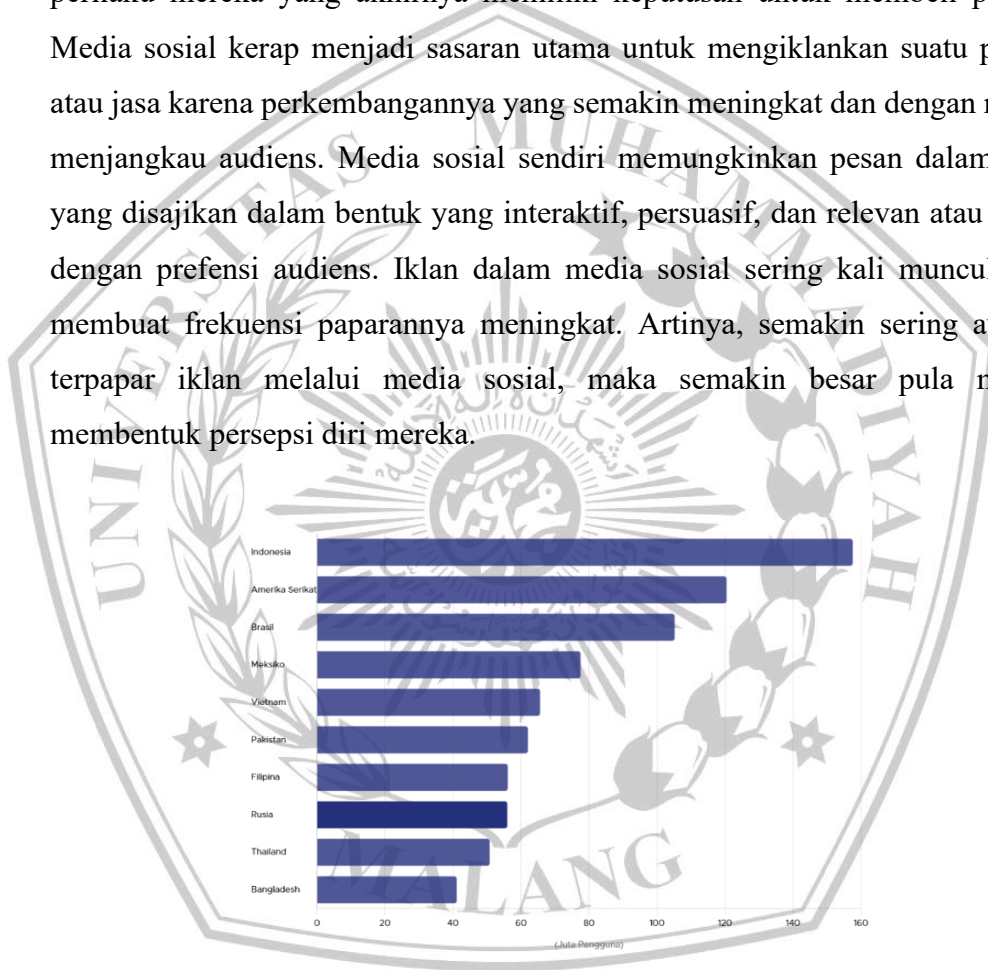 Media sosial kerap menjadi sasaran utama untuk mengiklankan suatu
atau jasa karena perkembangannya yang semakin meningkat dan dengan
menjangkau audiens. Media sosial sendiri memungkinkan pesan dalam
yang disajikan dalam bentuk yang interaktif, persuasif, dan relevan atau
dengan prefensi audiens. Iklan dalam media sosial sering kali
membuat frekuensi paparannya meningkat. Artinya, semakin sering
terpapar iklan melalui media sosial, maka semakin besar pula
membentuk persepsi diri mereka.
UNIVERSITAS MUHAMMADIYAH
MALANG
Indonesia
Amerika Serikat
Brasil
Meksiko
Vietnam
Pakistan
Filipina
Rusia
Thailand
Bangladesh
0 20 40 60 80 100 120 140 160
(Juta Pengguna)